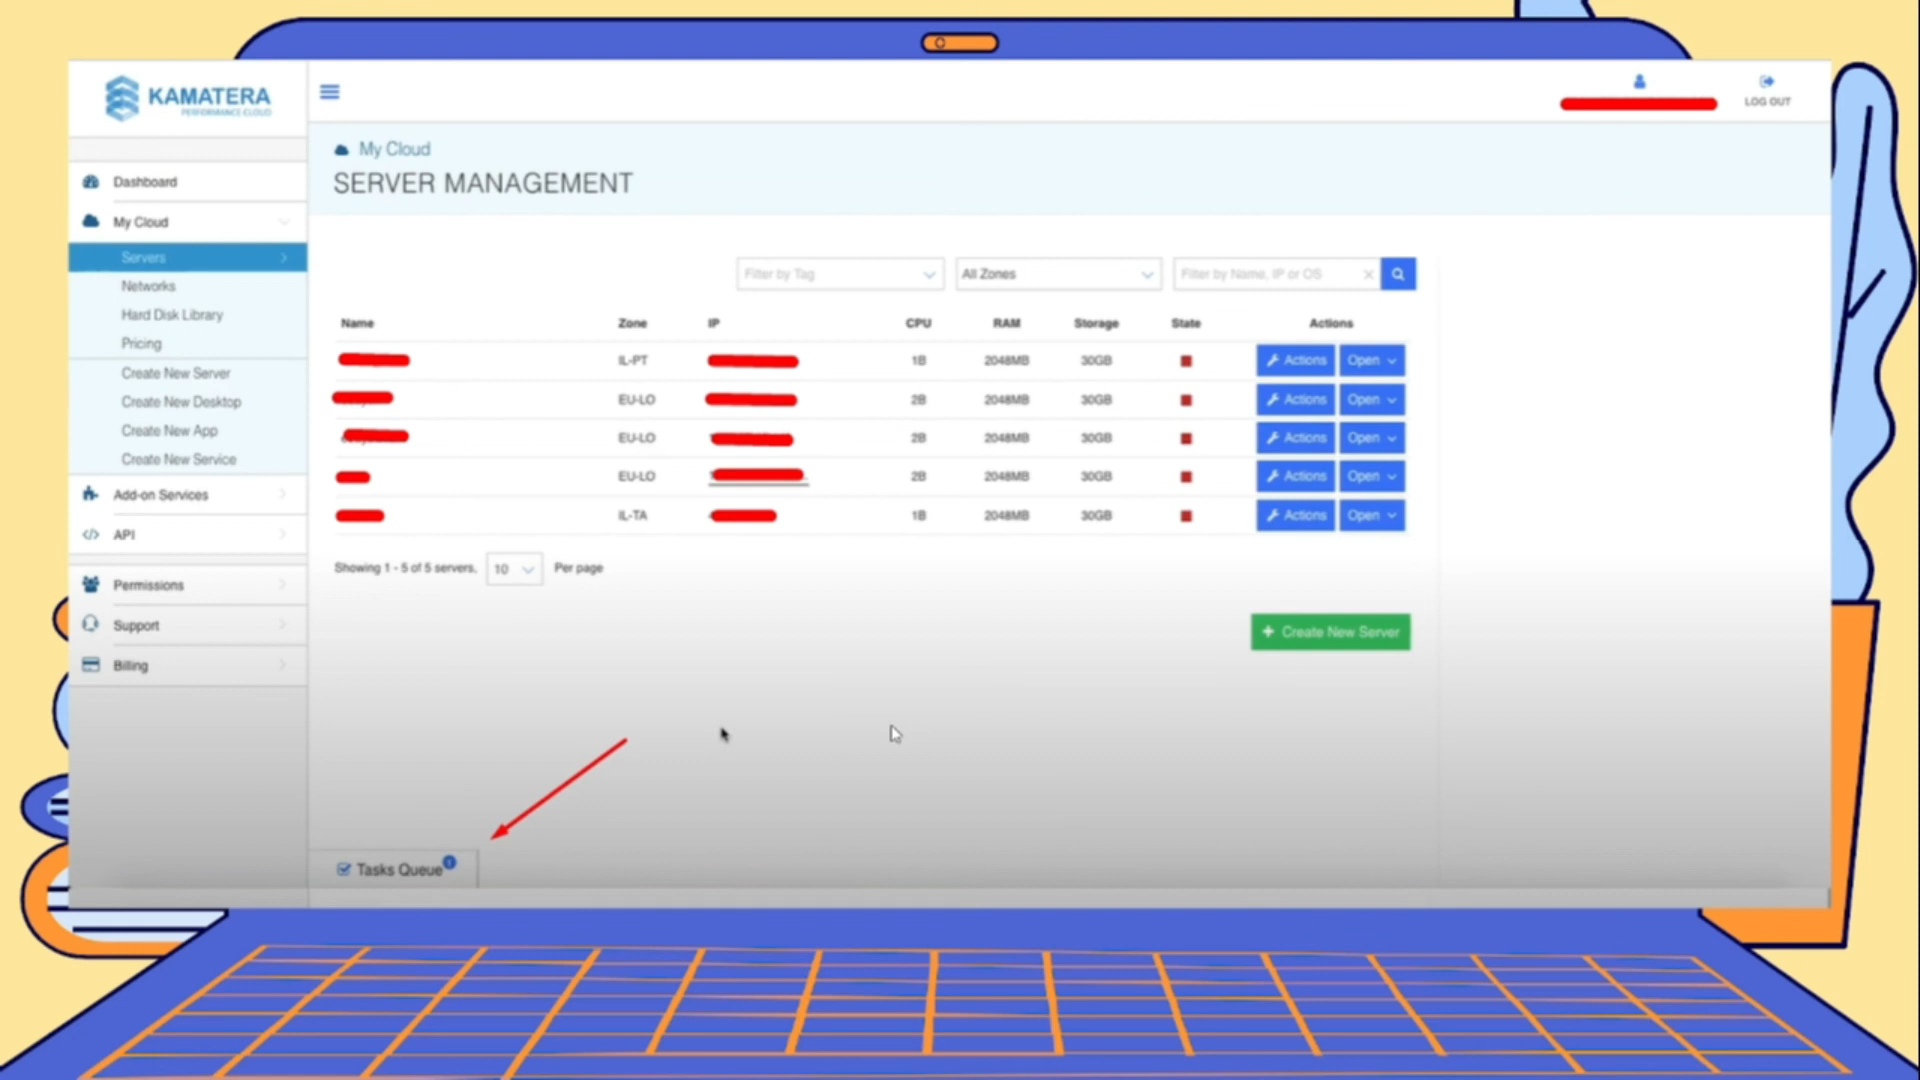 KAMATERA
PERFORMANCE CLOUD
LOG OUT
My Cloud
SERVER MANAGEMENT
Dashboard
My Cloud
Servers
Networks
Hard Disk Library
Pricing
Create New Server
Create New Desktop
Create New App
Create New Service
Add-on Services
API
Permissions
Support
Billing
Filter by Tag All Zones Filter by Name, IP or OS
Name Zone IP CPU RAM Storage State Actions
IL-PT 1B 2048MB 30GB Actions Open
EU-LO 2B 2048MB 30GB Actions Open
EU-LO 2B 2048MB 30GB Actions Open
EU-LO 2B 2048MB 30GB Actions Open
IL-TA 1B 2048MB 30GB Actions Open
Showing 1 - 5 of 5 servers, 10 Per page
+ Create New Server
Tasks Queue